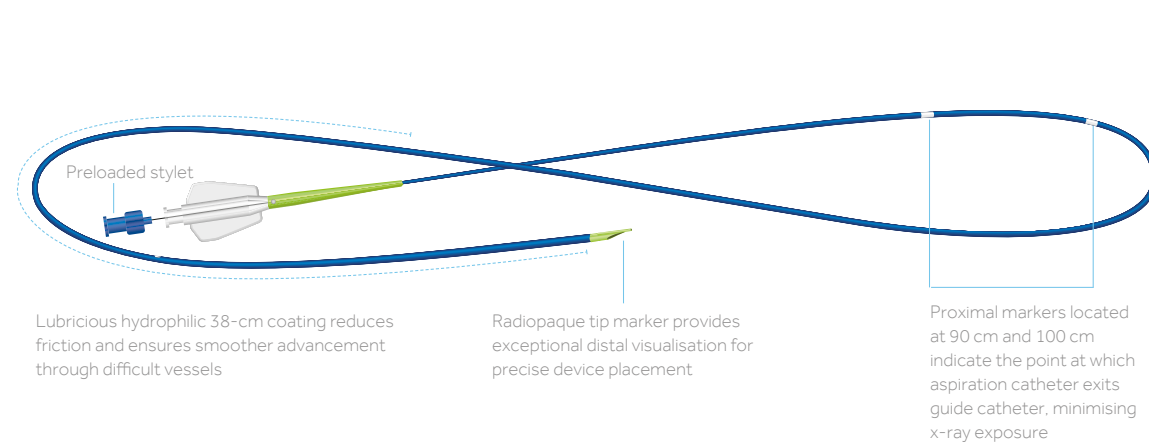 Preloaded stylet
Lubricious hydrophilic 38-cm coating reduces
friction and ensures smoother advancement
through difficult vessels
Radiopaque tip marker provides
exceptional distal visualisation for
precise device placement
Proximal markers located
at 90 cm and 100 cm
indicate the point at which
aspiration catheter exits
guide catheter, minimising
x-ray exposure